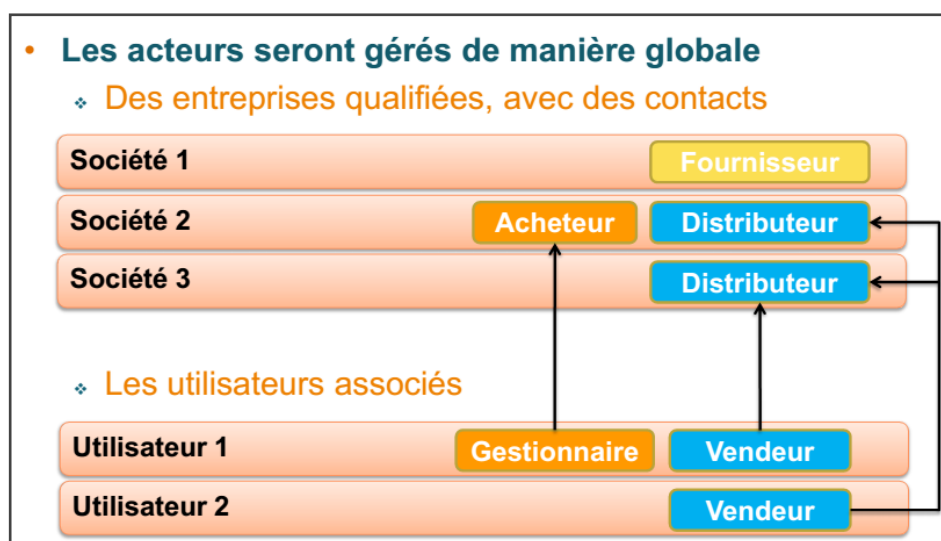 • Les acteurs seront gérés de manière globale
❖ Des entreprises qualifiées, avec des contacts
Société 1 Fournisseur
Société 2 Acheteur Distributeur
Société 3 Distributeur
❖ Les utilisateurs associés
Utilisateur 1 Gestionnaire Vendeur
Utilisateur 2 Vendeur